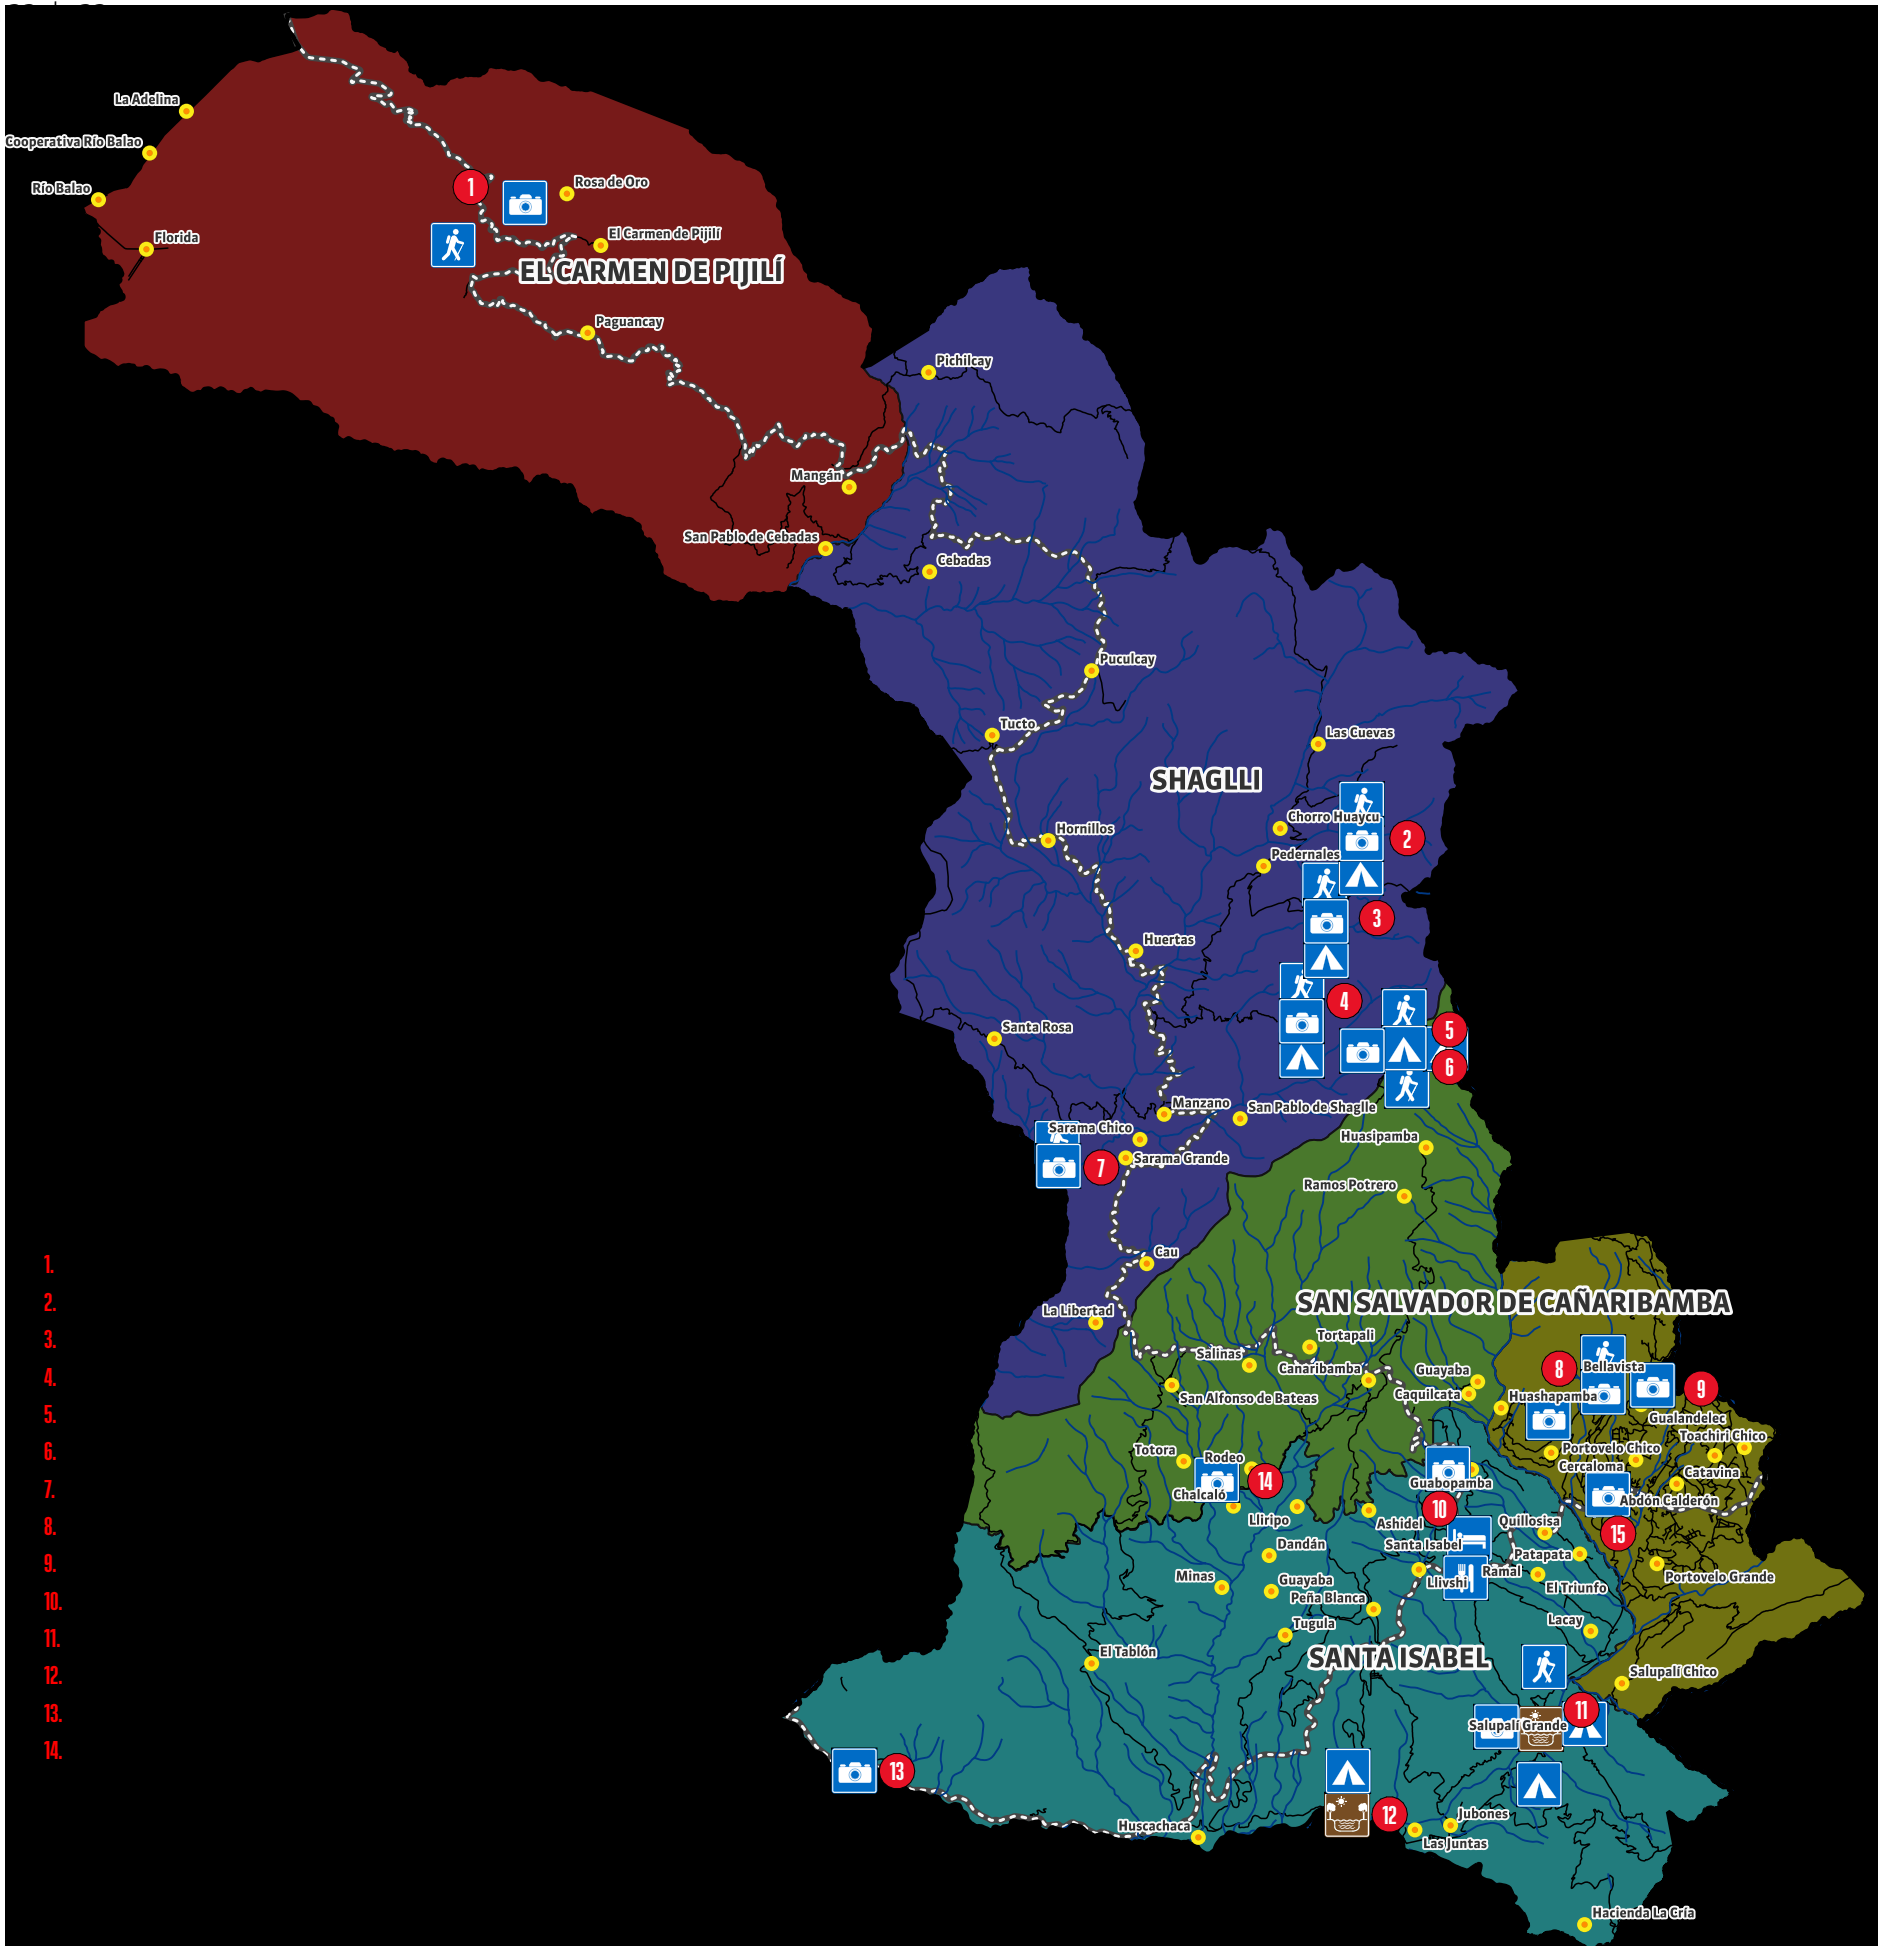 La Adelina
Cooperativa Río Balao
Río Balao
Florida
1
Rosa de Oro
El Carmen de Pijilí
EL CARMEN DE PIJILÍ
Paguancay
Pichilcay
Mangán
San Pablo de Cebadas
Cebadas
Puculcay
Tucto
Las Cuevas
SHAGLLI
Chorro Huaycu
Hornillos
2
Pedernales
3
Huertas
4
Santa Rosa
5
6
Manzano
San Pablo de Shaglle
Sarama Chico
Huasipamba
Sarama Grande
7
Ramos Potrero
Cau
La Libertad
SAN SALVADOR DE CAÑARIBAMBA
Tortapali
Salinas
Canaribamba
Guayaba
8
Bellavista
9
San Alfonso de Bateas
Caquilcata
Huashapamba
Gualandelec
Toachiri Chico
Totora
Rodeo
Portovelo Chico
Cercaloma
Catavina
14
Guabopamba
Chalcaló
Abdón Calderón
10
Lliripo
Ashidel
Quillosisa
15
Dandán
Santa Isabel
Patapata
Minas
Guayaba
Llivshi
Ramal
El Triunfo
Portovelo Grande
Peña Blanca
Tugula
Lacay
El Tablón
SANTA ISABEL
Salupalí Chico
11
Salupalí Grande
13
12
Jubones
Huscachaca
Las Juntas
Hacienda La Cría
1.
2.
3.
4.
5.
6.
7.
8.
9.
10.
11.
12.
13.
14.